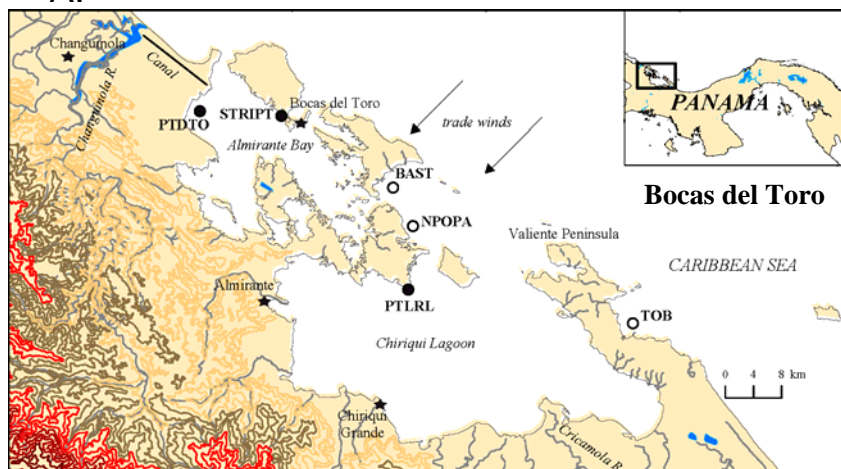 Changuinola
Canal
Changuinola R.
PTDTO
STRIPT
Bocas del Toro
Almirante Bay
trade winds
BAST
NPOPA
PANAMA
Bocas del Toro
Valiente Peninsula
CARIBBEAN SEA
Almirante
PTLRL
TOB
Chiriqui Lagoon
0 4 8 km
Chiriqui
Grande
Cricamola R.